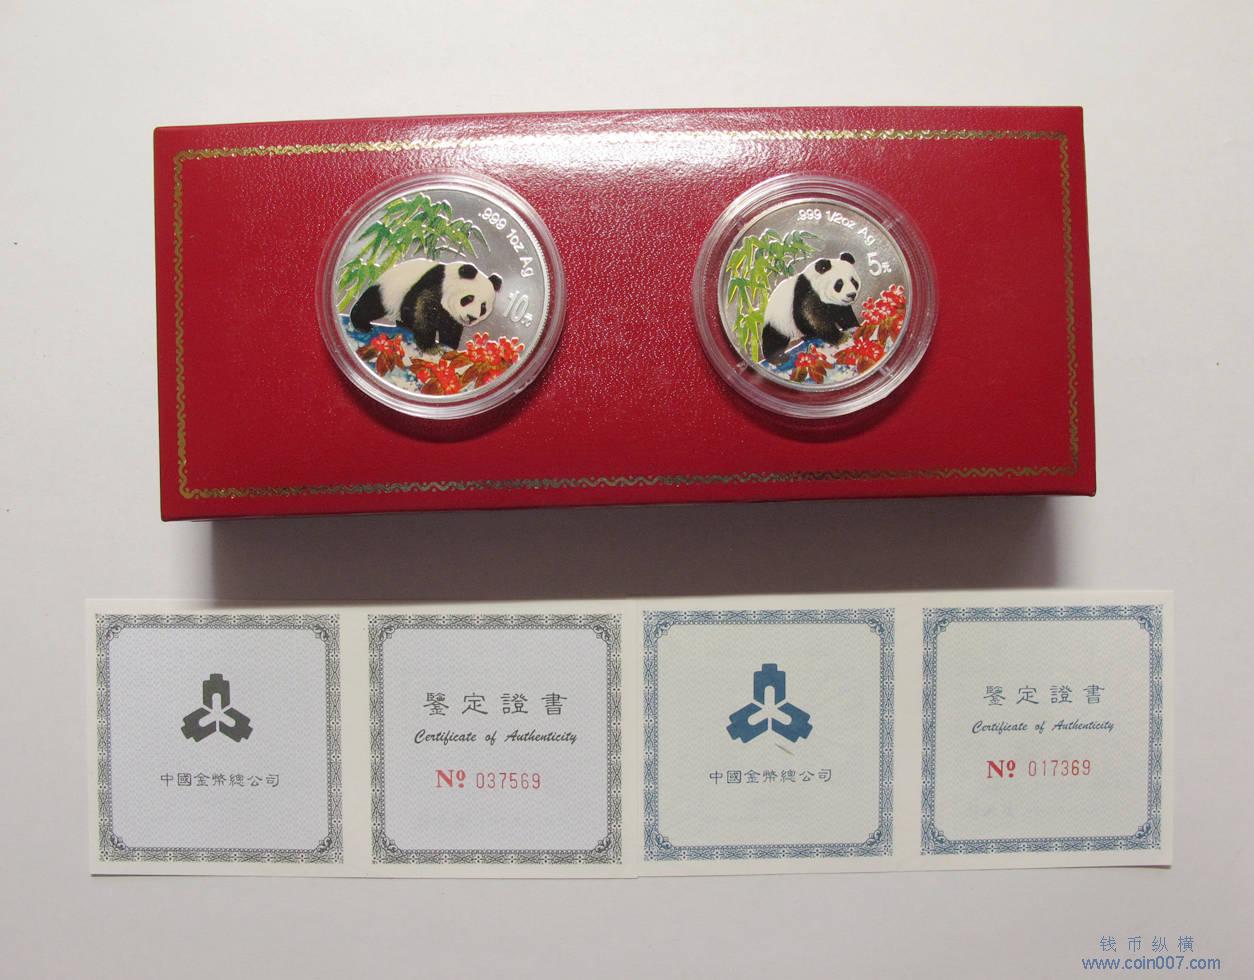 .999 1oz Ag
10元
.999 1/2oz Ag
5元
中國金幣總公司
鑒定證書
Certificate of Authenticity
Nº 037569
中國金幣總公司
鑒定證書
Certificate of Authenticity
Nº 017369
钱币纵横
www.coin007.com